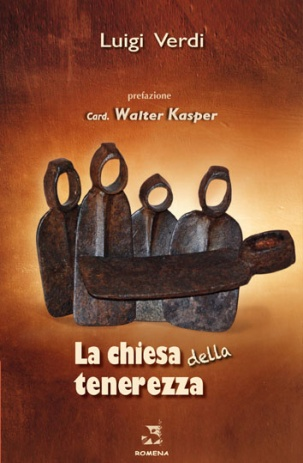 Luigi Verdi
prefazione
Card. Walter Kasper
La chiesa della
tenerezza
ROMENA